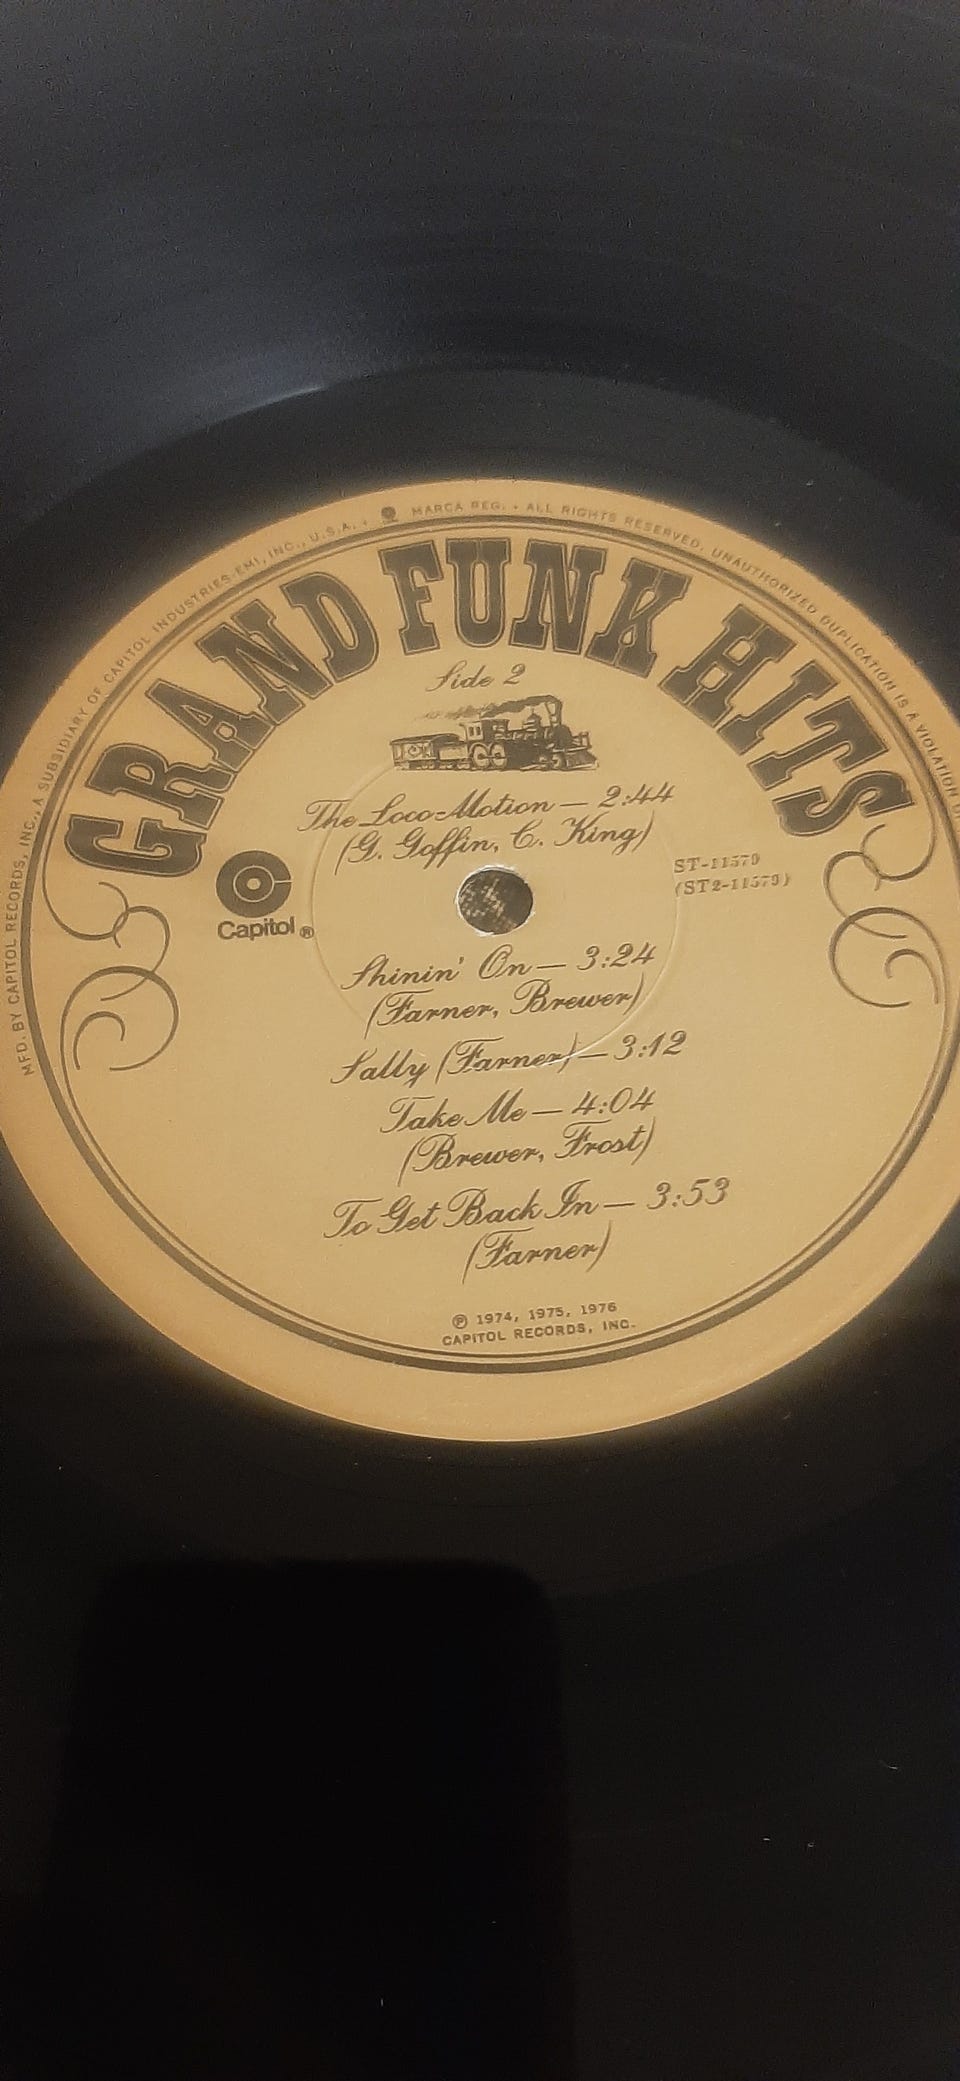 MFD. BY CAPITOL RECORDS, INC., A SUBSIDIARY OF CAPITOL INDUSTRIES-EMI, INC., U.S.A. • MARCA REG. • ALL RIGHTS RESERVED. UNAUTHORIZED DUPLICATION IS A VIOLATION OF
GRAND FUNK HITS
Side 2
The Loco-Motion — 2:44
(G. Goffin, C. King)
ST-11579
(ST2-11579)
Capitol®
Shinin' On — 3:24
(Farner, Brewer)
Sally (Farner) — 3:12
Take Me — 4:04
(Brewer, Frost)
To Get Back In — 3:53
(Farner)
℗ 1974, 1975, 1976
CAPITOL RECORDS, INC.